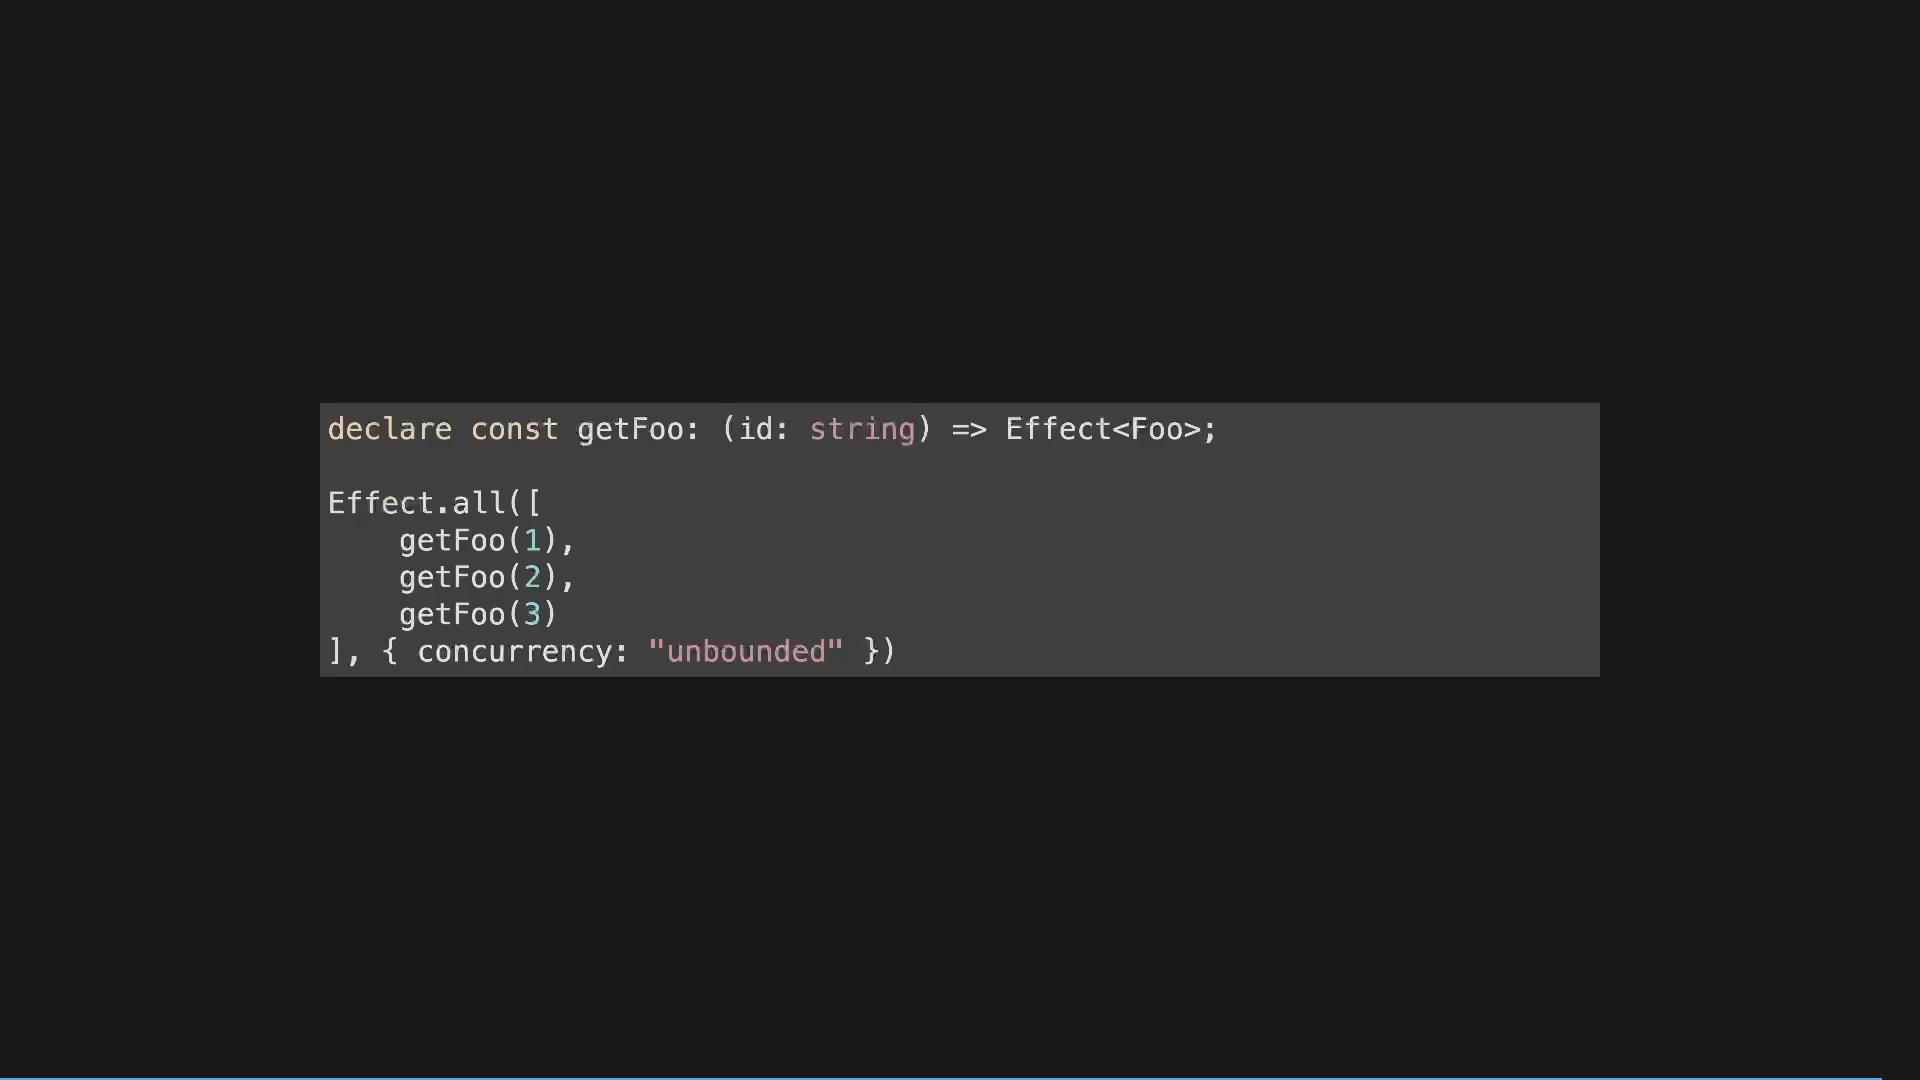 declare const getFoo: (id: string) => Effect<Foo>;
Effect.all([
    getFoo(1),
    getFoo(2),
    getFoo(3)
], { concurrency: "unbounded" })